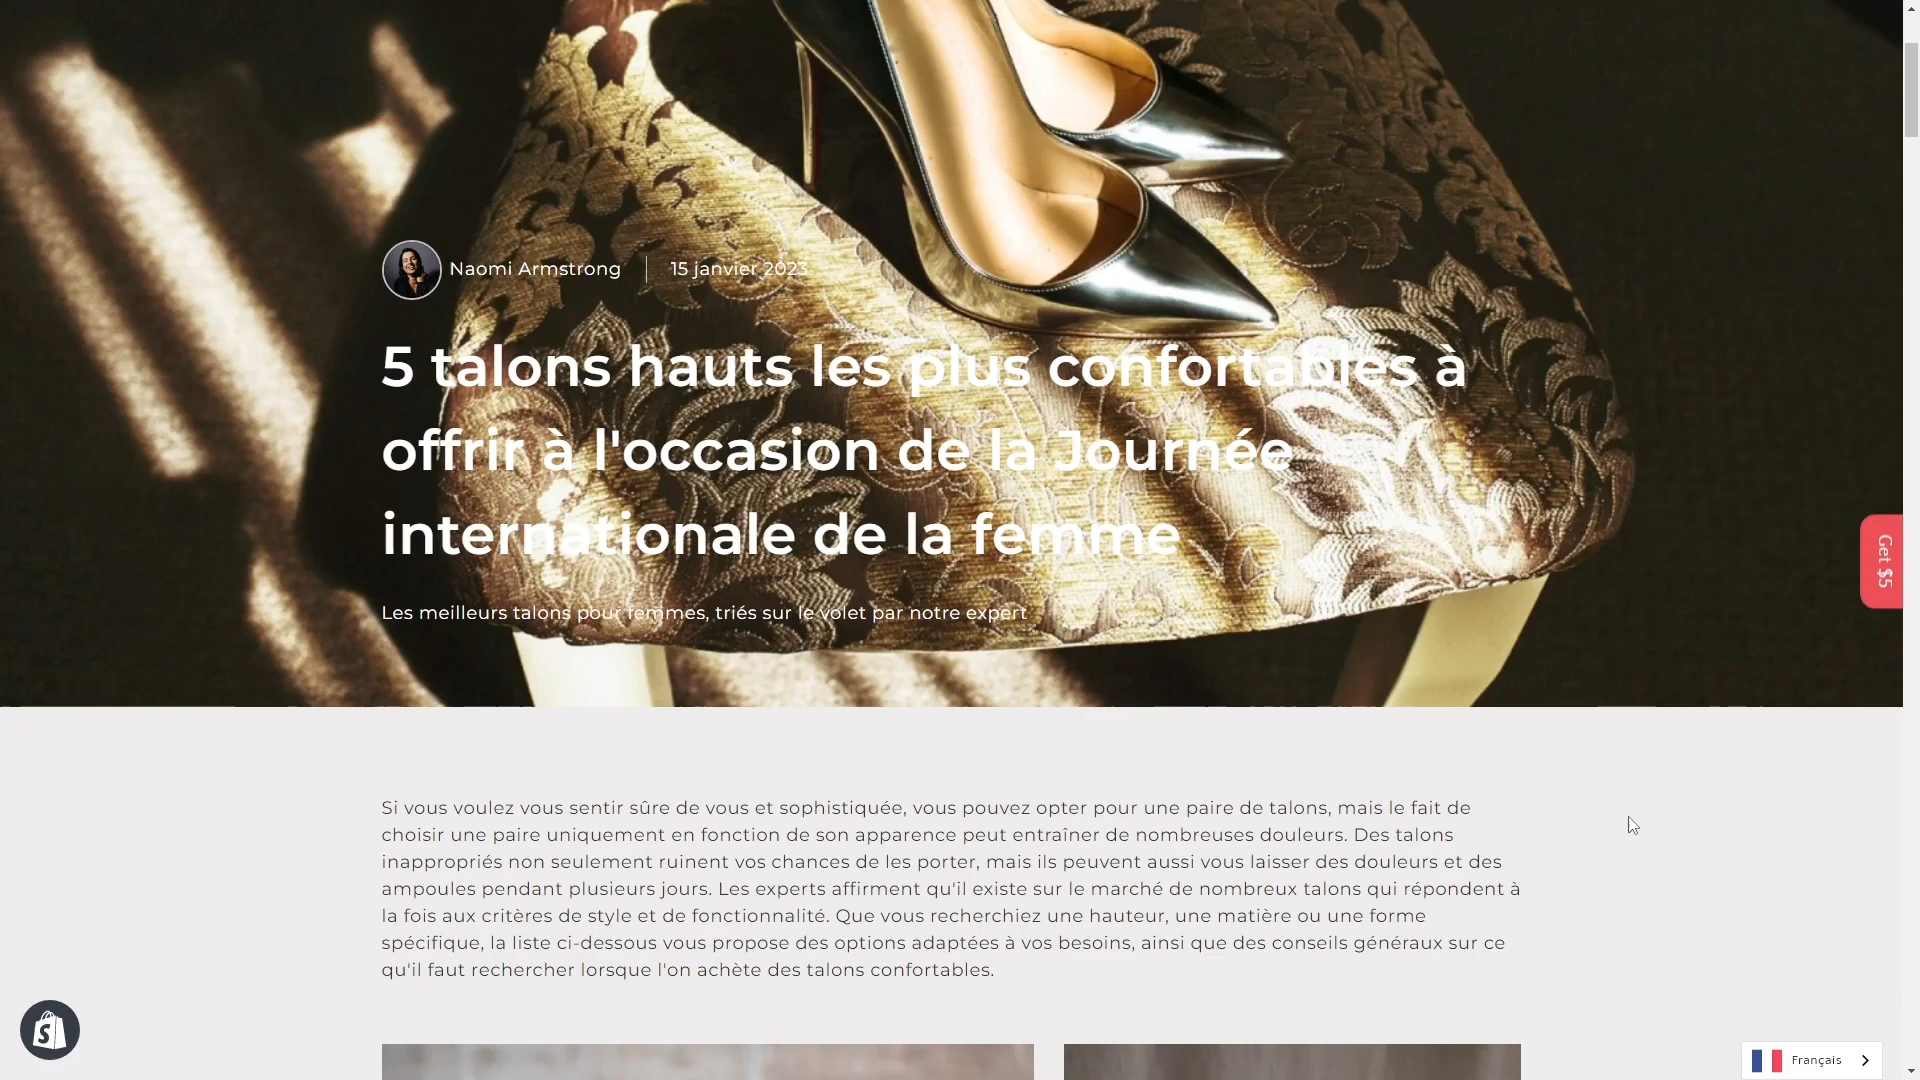 Naomi Armstrong
15 janvier 2023
5 talons hauts les plus confortables à
offrir à l'occasion de la Journée
internationale de la femme
Les meilleurs talons pour femmes, triés sur le volet par notre expert
Get $5
Si vous voulez vous sentir sûre de vous et sophistiquée, vous pouvez opter pour une paire de talons, mais le fait de
choisir une paire uniquement en fonction de son apparence peut entraîner de nombreuses douleurs. Des talons
inappropriés non seulement ruinent vos chances de les porter, mais ils peuvent aussi vous laisser des douleurs et des
ampoules pendant plusieurs jours. Les experts affirment qu'il existe sur le marché de nombreux talons qui répondent à
la fois aux critères de style et de fonctionnalité. Que vous recherchiez une hauteur, une matière ou une forme
spécifique, la liste ci-dessous vous propose des options adaptées à vos besoins, ainsi que des conseils généraux sur ce
qu'il faut rechercher lorsque l'on achète des talons confortables.
Français